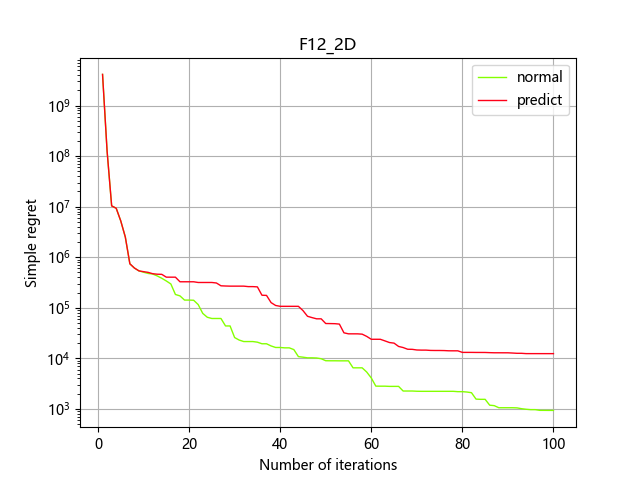 F12_2D
normal
predict
Simple regret
10⁹
10⁸
10⁷
10⁶
10⁵
10⁴
10³
0 20 40 60 80 100
Number of iterations